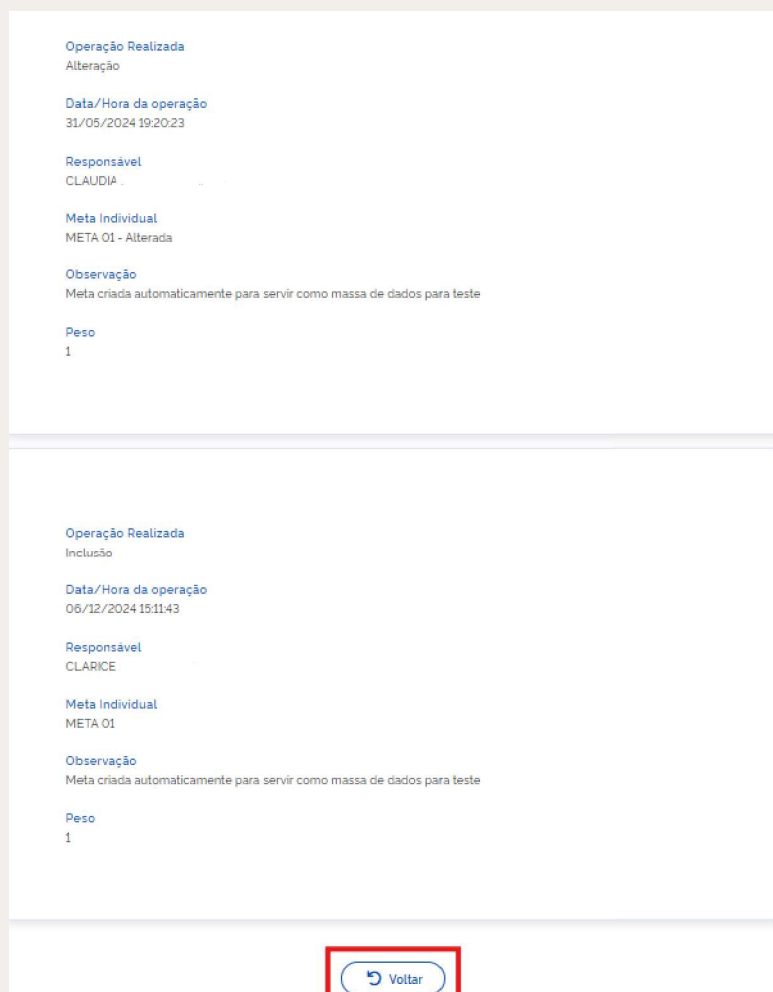 Operação Realizada
Alteração
Data/Hora da operação
31/05/2024 19:20:23
Responsável
CLAUDIA
Meta Individual
META 01 - Alterada
Observação
Meta criada automaticamente para servir como massa de dados para teste
Peso
1
Operação Realizada
Inclusão
Data/Hora da operação
06/12/2024 15:11:43
Responsável
CLARICE
Meta Individual
META 01
Observação
Meta criada automaticamente para servir como massa de dados para teste
Peso
1
Voltar